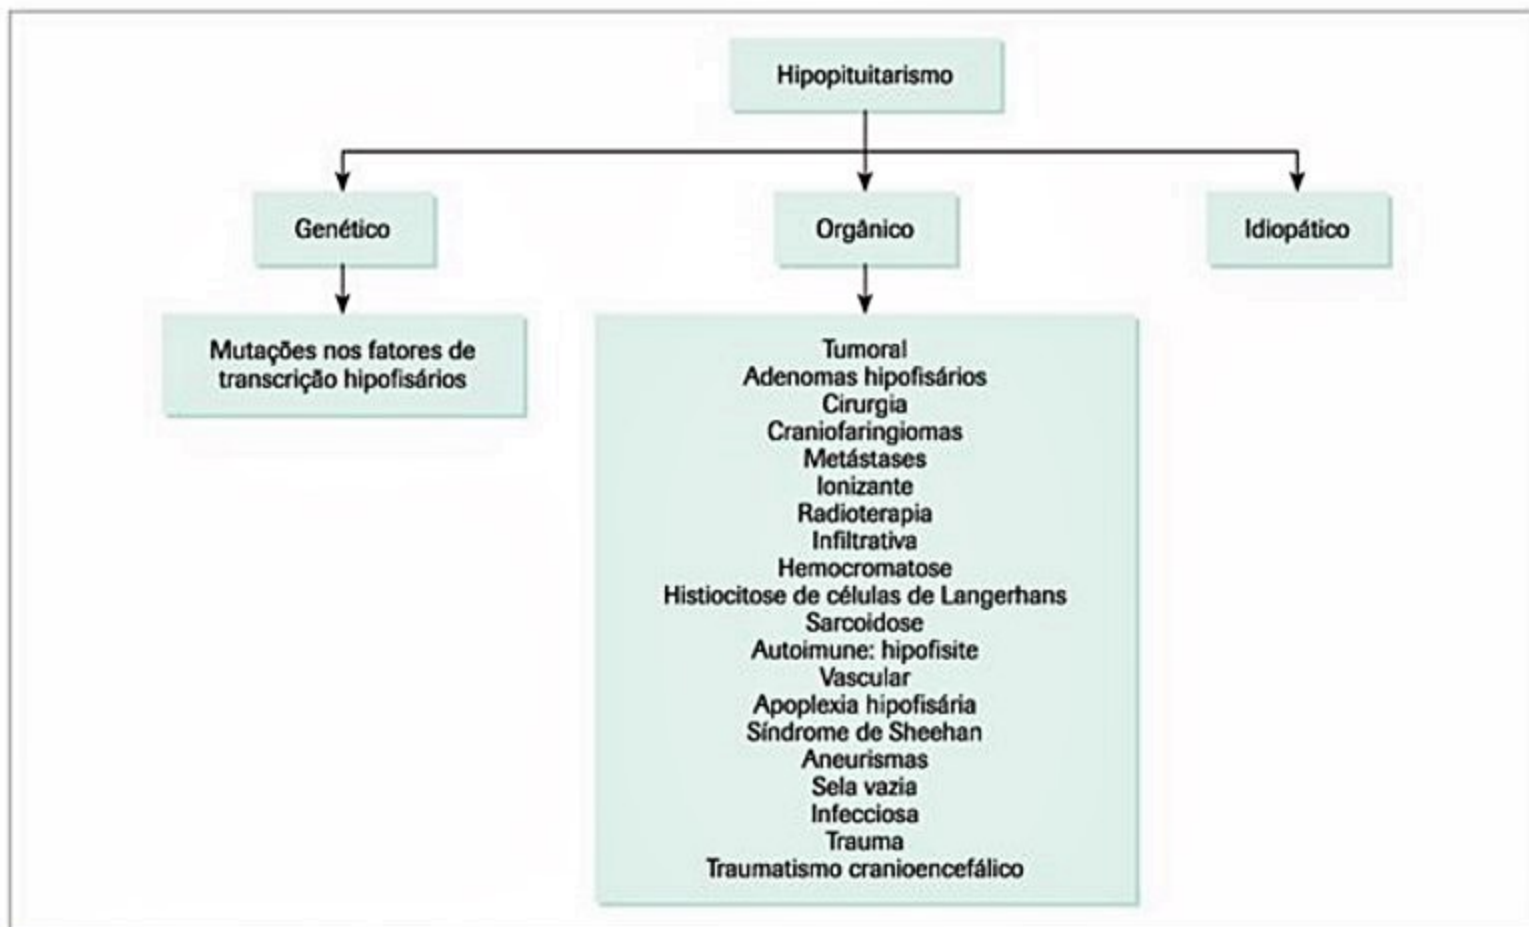 Hipopituitarismo
Genético
Orgânico
Idiopático
Mutações nos fatores de
transcrição hipofisários
Tumoral
Adenomas hipofisários
Cirurgia
Craniofaringiomas
Metástases
Ionizante
Radioterapia
Infiltrativa
Hemocromatose
Histiocitose de células de Langerhans
Sarcoidose
Autoimune: hipofisite
Vascular
Apoplexia hipofisária
Síndrome de Sheehan
Aneurismas
Sela vazia
Infecciosa
Trauma
Traumatismo cranioencefálico